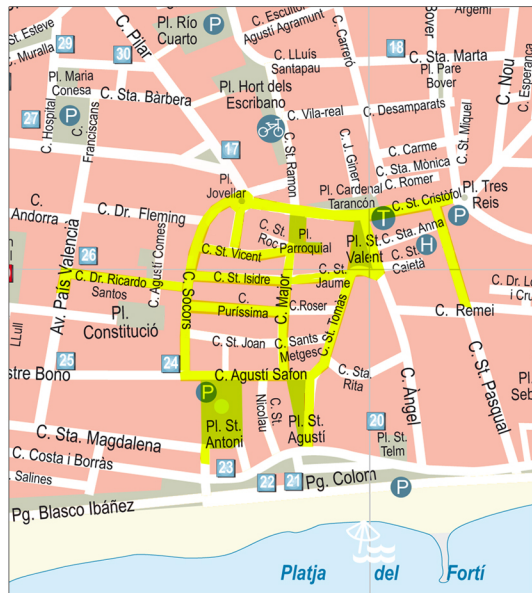 C. Escultor
Agustí Agramunt
Argemí
Bover
Pl. Río
Cuarto
P
St. Esteve
C. Muralla
29
30
C. Pilar
C. LLuís
Santapau
C. Carreró
18
C. Sta. Marta
Pl. Pare
Bover
C. Nou
C. Esperança
Pl. Maria
Conesa
C. Sta. Bàrbera
Pl. Hort dels
Escribano
C. Vila-real
C. Desamparats
27
C. Hospital
P
C. Franciscans
C. St. Ramon
C. J. Giner
C. St. Miquel
C. Carme
C. Sta. Mònica
C. Romer
17
Pl.
Jovellar
Pl. Cardenal
Tarancón
C. St. Cristòfol
Pl. Tres
Reis
C.
Andorra
C. Dr. Fleming
T
P
C. St.
Roc
Pl.
Parroquial
Pl. St.
Valent
C. Sta. Anna
H
C. St.
Caietà
26
Av. País València
C. Agustí Comes
C. St. Vicent
C. Dr. Ricardo
Santos
C. St. Isidre
C. St.
Jaume
C. Dr. Lo
i Cru
Llull
Pl.
Constitució
C. Socors
C.
Puríssima
C. Major
C.Roser
C. St. Tomàs
C. Remei
C. St. Joan
C. Sants
Metges
25
24
stre Bono
C. Agustí Safon
C. Sta.
Rita
C. Àngel
C. St. Pasqual
Pl.
Seb
P
Pl. St.
Antoni
C. St.
Nicolau
Pl. St.
Agustí
20
Pl. St.
Telm
C. Sta. Magdalena
C. Costa i Borràs
Salines
23
22
21
Pg. Colom
P
Pg. Blasco Ibáñez
Platja del Fortí